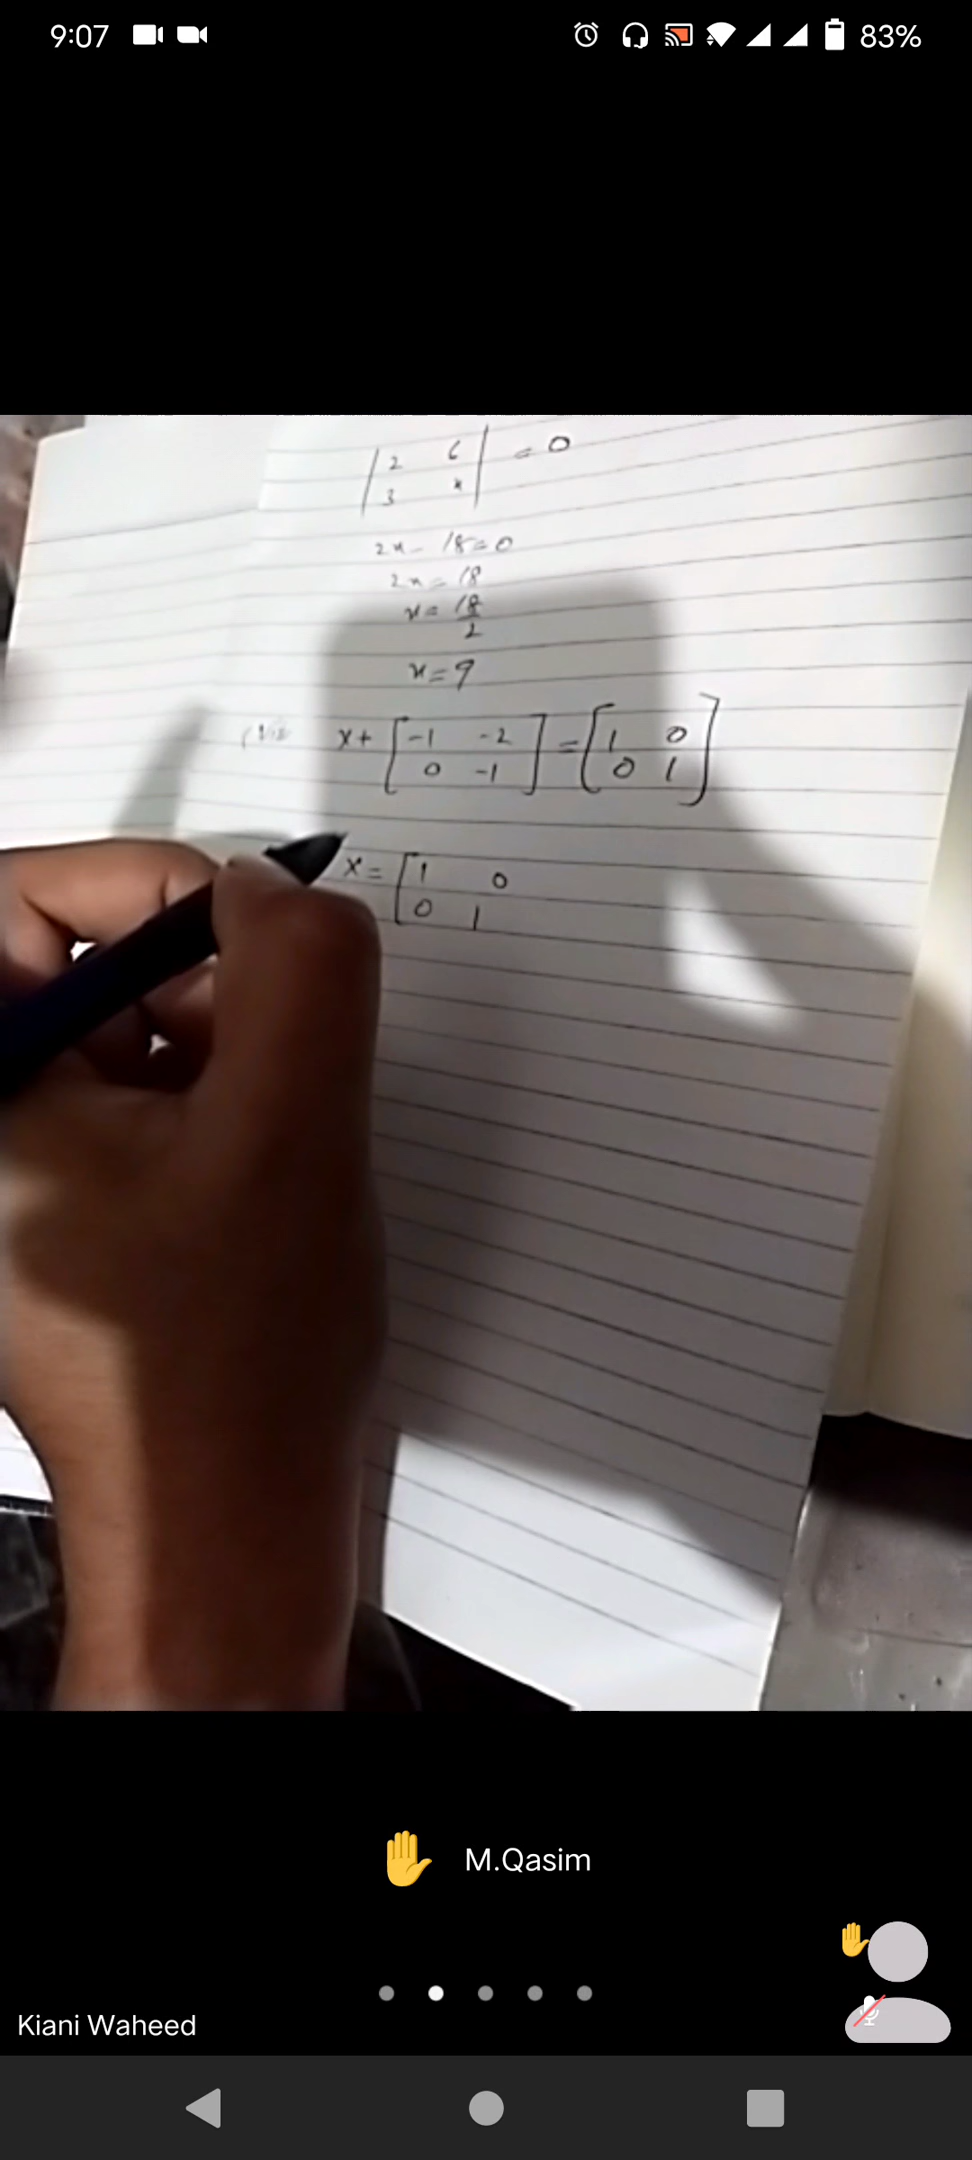 9:07 83%
2 6
3 x = 0
2x - 18 = 0
2x = 18
x = 18
2
x = 9
x + [ -1 -2 ] = [ 1 0 ]
0 -1 0 1
x = [ 1 0
0 1
M.Qasim
Kiani Waheed